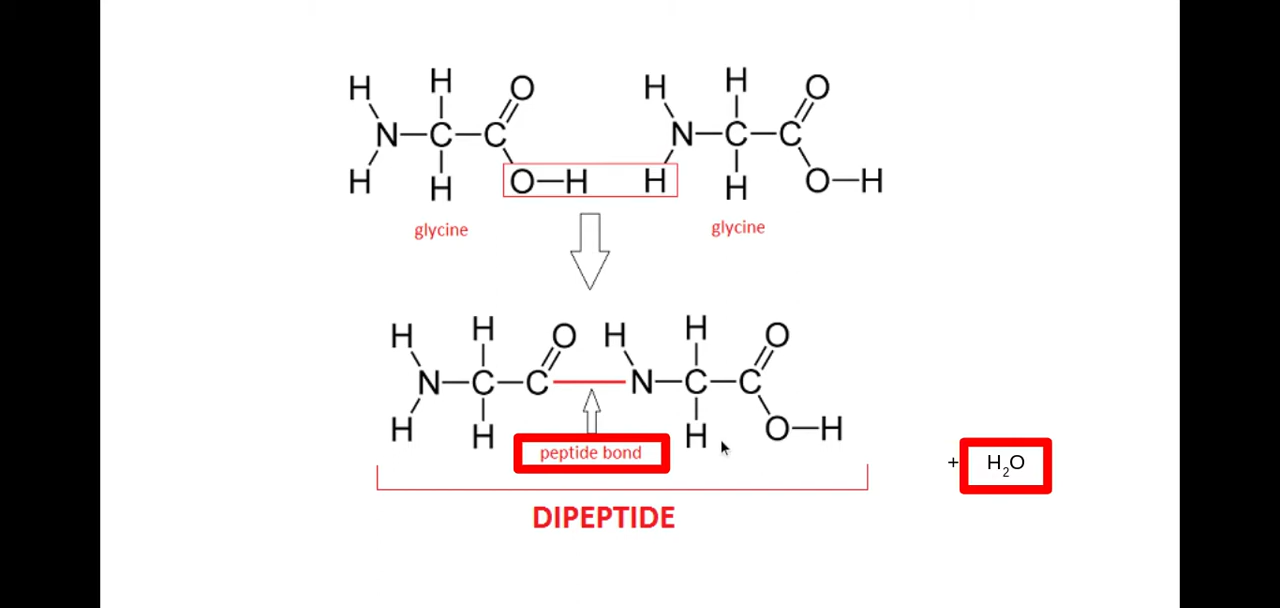 H H O H H O
N C C N C C
H H O H H H O H
glycine glycine
H H O H H O
N C C N C C
H H H O H
peptide bond
+ H₂O
DIPEPTIDE